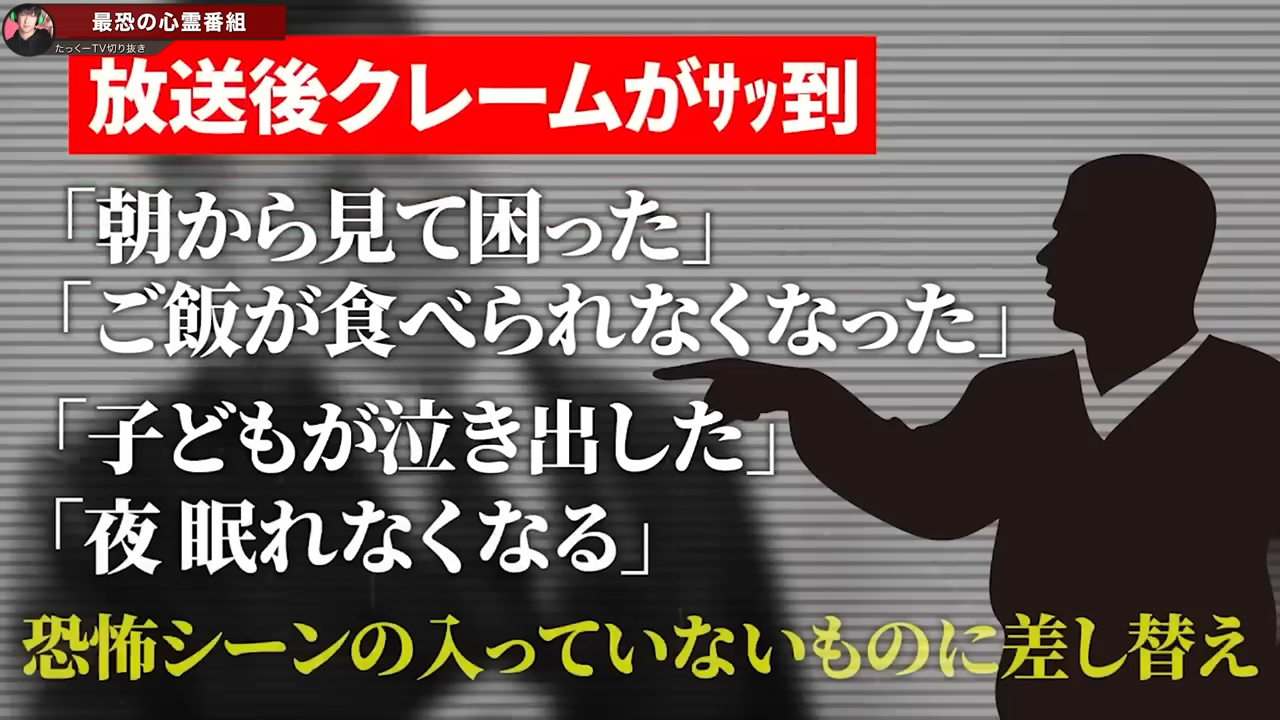 最恐の心霊番組
たっくーTV切り抜き
放送後クレームがｻｯ到
「朝から見て困った」
「ご飯が食べられなくなった」
「子どもが泣き出した」
「夜 眠れなくなる」
恐怖シーンの入っていないものに差し替え